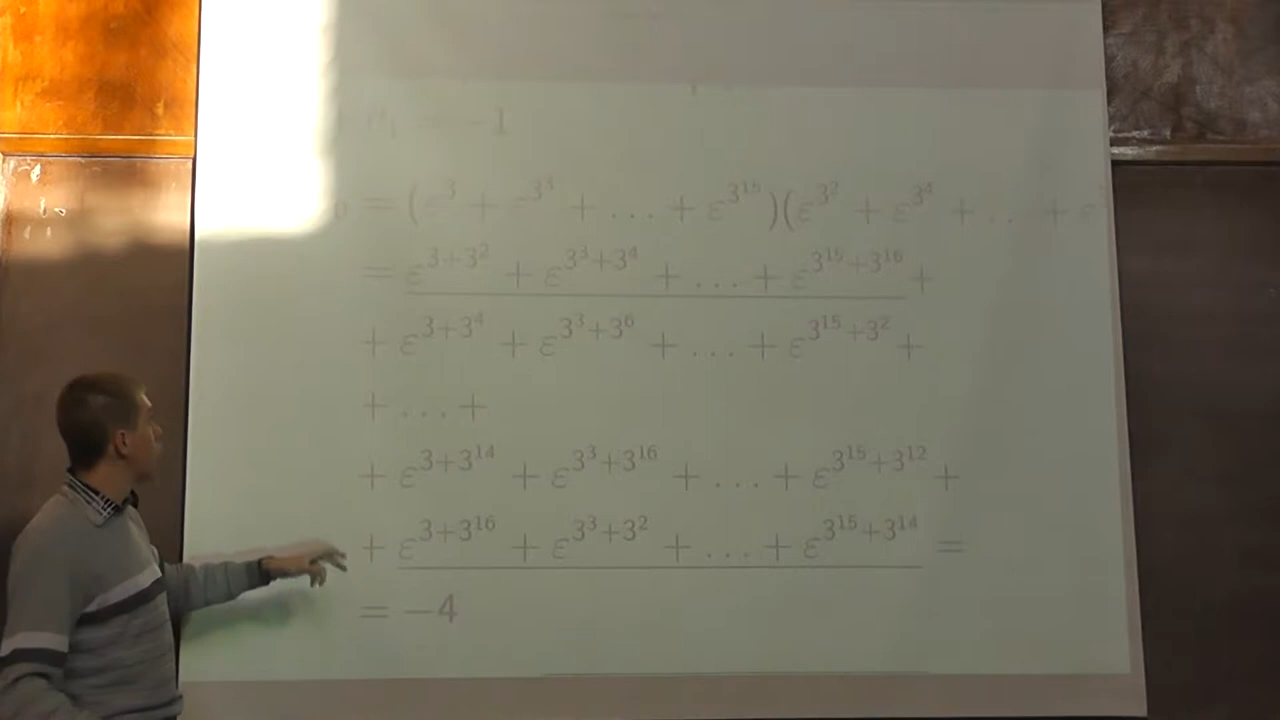 η₁ = −1
= (ε^3 + ε^{3^3} + … + ε^{3^{15}})(ε^{3^2} + ε^{3^4} + … + ε
= ε^{3+3^2} + ε^{3^3+3^4} + … + ε^{3^{15}+3^{16}} +
+ ε^{3+3^4} + ε^{3^3+3^6} + … + ε^{3^{15}+3^2} +
+ … +
+ ε^{3+3^{14}} + ε^{3^3+3^{16}} + … + ε^{3^{15}+3^{12}} +
+ ε^{3+3^{16}} + ε^{3^3+3^2} + … + ε^{3^{15}+3^{14}} =
= −4